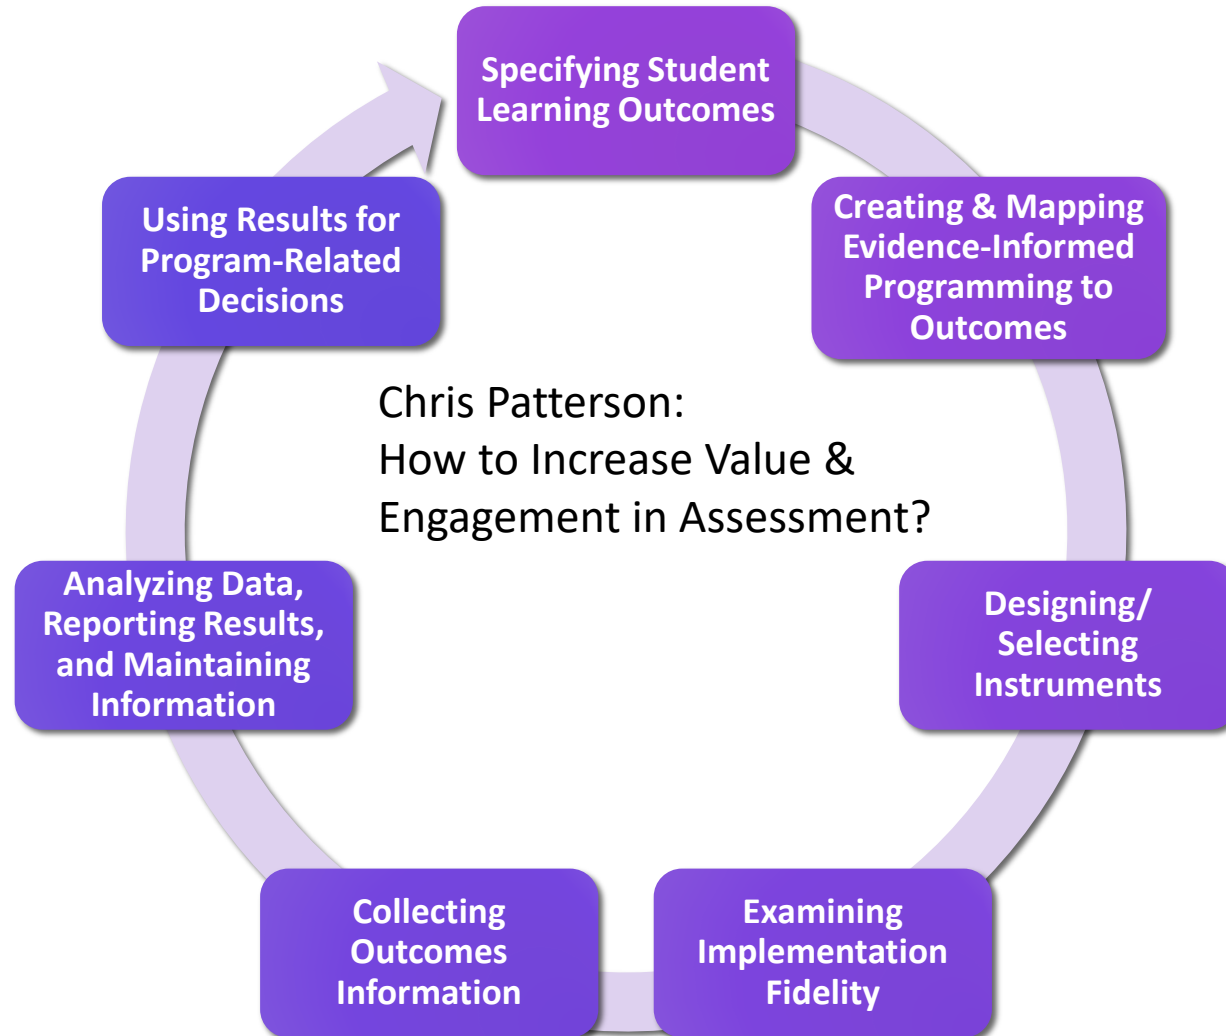 Specifying Student
Learning Outcomes
Creating & Mapping
Evidence-Informed
Programming to
Outcomes
Designing/
Selecting
Instruments
Examining
Implementation
Fidelity
Collecting
Outcomes
Information
Analyzing Data,
Reporting Results,
and Maintaining
Information
Using Results for
Program-Related
Decisions
Chris Patterson:
How to Increase Value &
Engagement in Assessment?